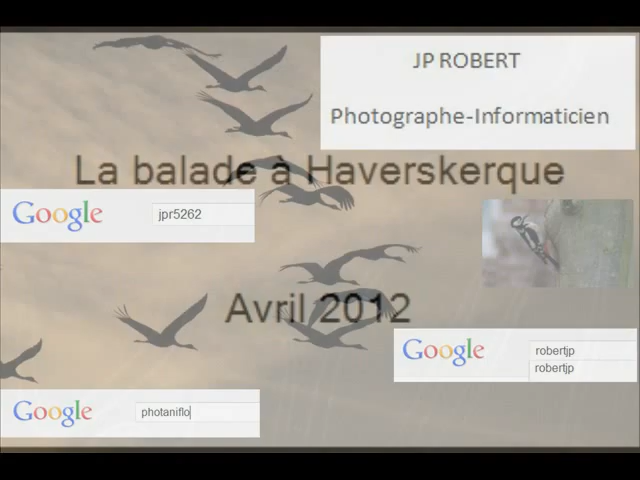 JP ROBERT
Photographe-Informaticien
La balade à Haverskerque
Google jpr5262
Avril 2012
Google robertjp
robertjp
Google photaniflo